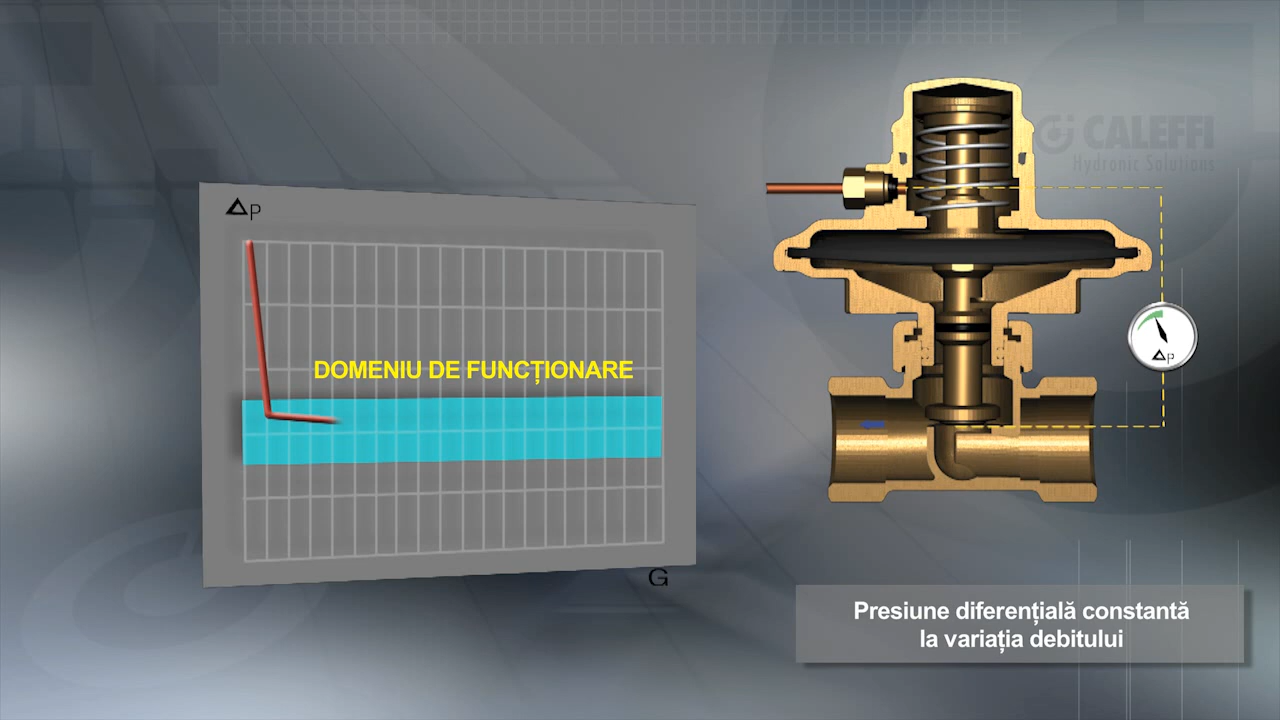 CALEFFI
Hydronic Solutions
Δp
DOMENIU DE FUNCȚIONARE
Δp
G
Presiune diferențială constantă
la variația debitului